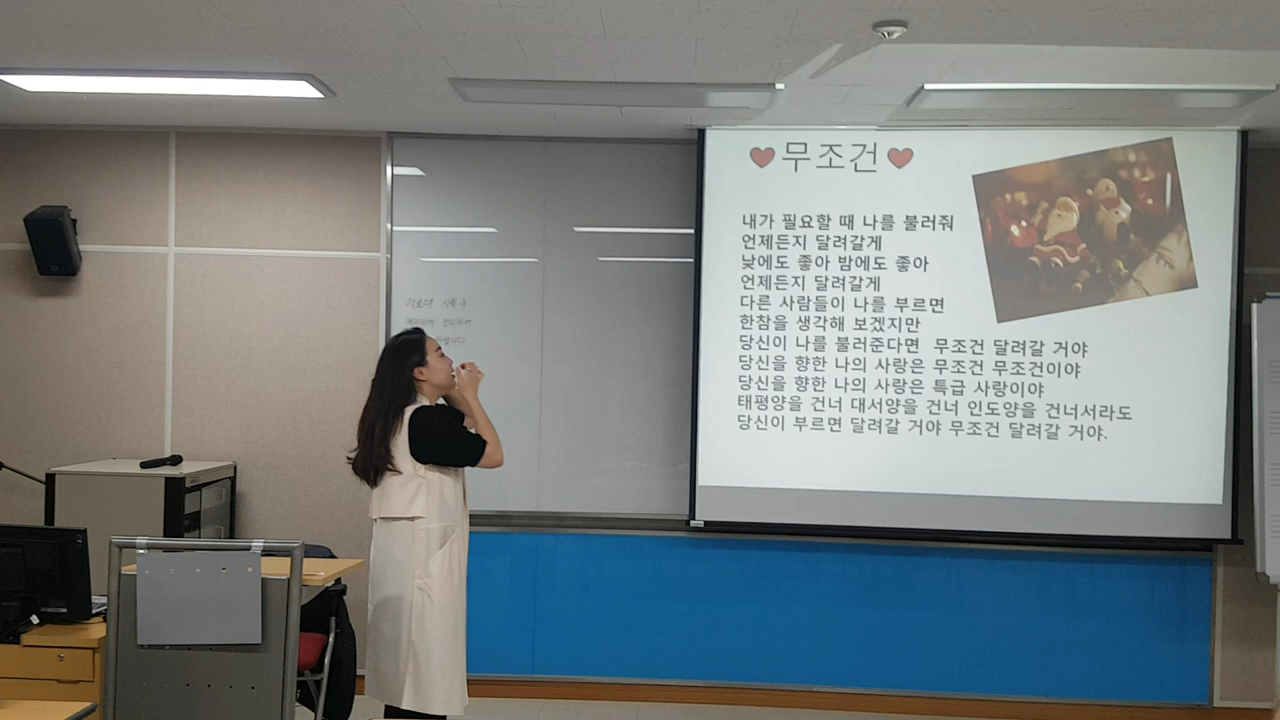 무조건
내가 필요할 때 나를 불러줘
언제든지 달려갈게
낮에도 좋아 밤에도 좋아
언제든지 달려갈게
다른 사람들이 나를 부르면
한참을 생각해 보겠지만
당신이 나를 불러준다면 무조건 달려갈 거야
당신을 향한 나의 사랑은 무조건 무조건이야
당신을 향한 나의 사랑은 특급 사랑이야
태평양을 건너 대서양을 건너 인도양을 건너서라도
당신이 부르면 달려갈 거야 무조건 달려갈 거야.